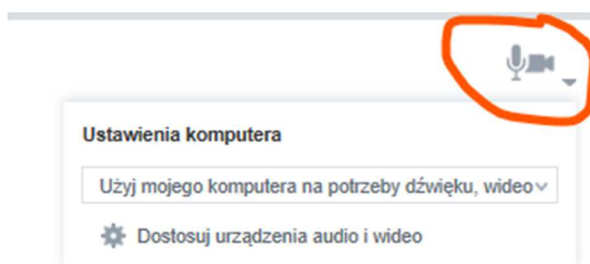 Ustawienia komputera
Użyj mojego komputera na potrzeby dźwięku, wideo
Dostosuj urządzenia audio i wideo